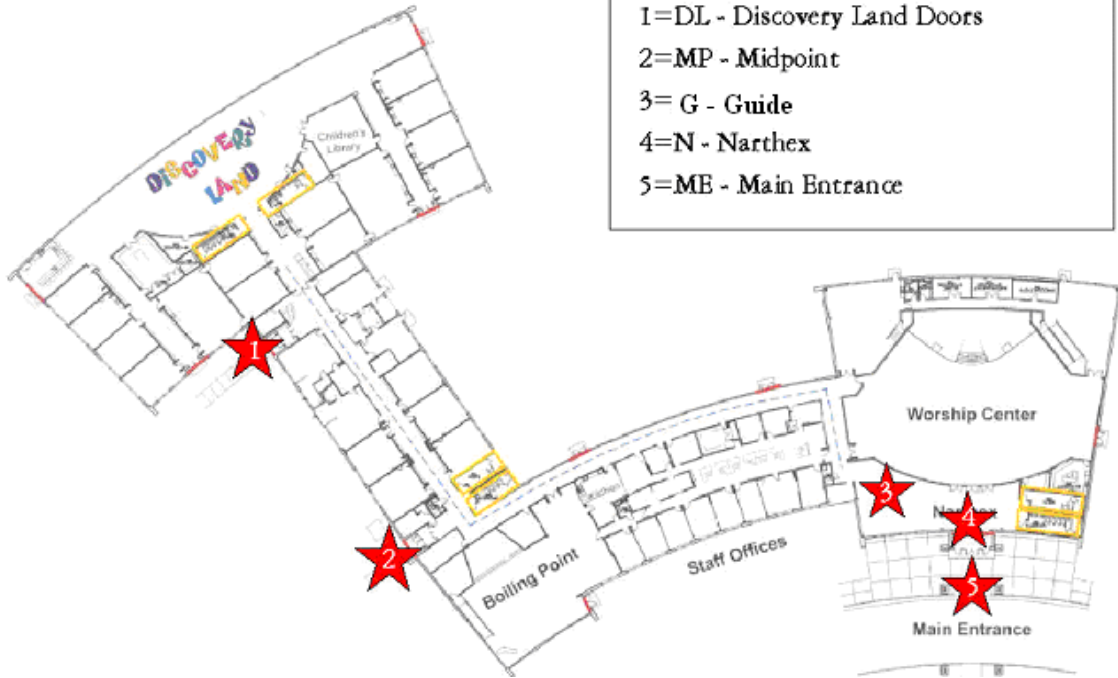 1=DL - Discovery Land Doors
2=MP - Midpoint
3= G - Guide
4=N - Narthex
5=ME - Main Entrance
DISCOVERY
LAND
Children's
Library
1
Worship Center
3
Kitchen
4
2
Boiling Point
Staff Offices
5
Main Entrance